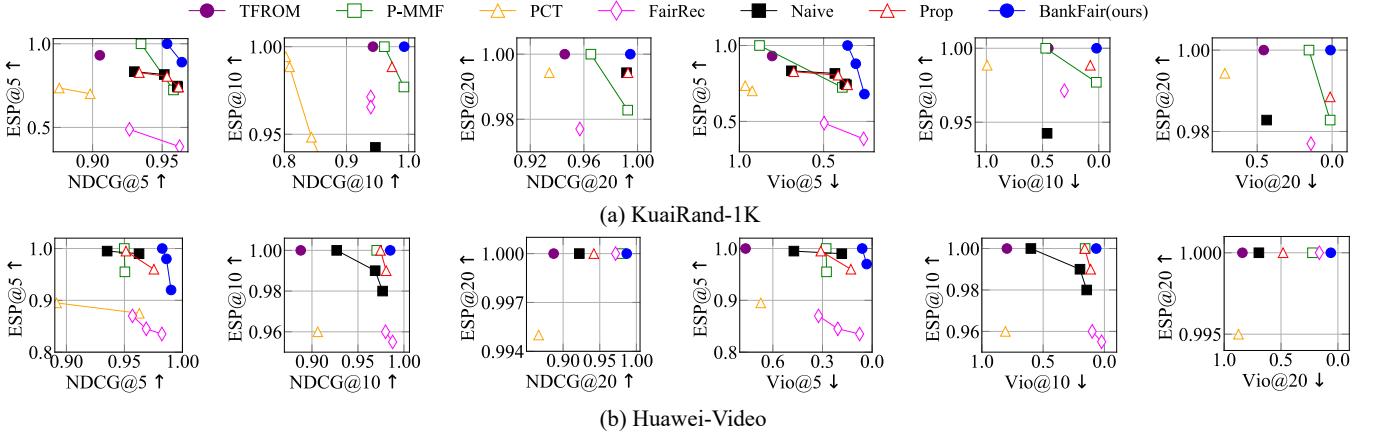 TFROM P-MMF PCT FairRec Naive Prop BankFair(ours)
1.0 0.5 ESP@5 ↑ 0.90 0.95 NDCG@5 ↑
1.00 0.95 ESP@10 ↑ 0.8 0.9 1.0 NDCG@10 ↑
1.00 0.98 ESP@20 ↑ 0.92 0.96 1.00 NDCG@20 ↑
1.0 0.5 ESP@5 ↑ 1.0 0.5 Vio@5 ↓
1.00 0.95 ESP@10 ↑ 1.0 0.5 0.0 Vio@10 ↓
1.00 0.98 ESP@20 ↑ 0.5 0.0 Vio@20 ↓
(a) KuaiRand-1K
1.0 0.9 0.8 ESP@5 ↑ 0.90 0.95 1.00 NDCG@5 ↑
1.00 0.98 0.96 ESP@10 ↑ 0.90 0.95 1.00 NDCG@10 ↑
1.000 0.997 0.994 ESP@20 ↑ 0.90 0.95 1.00 NDCG@20 ↑
1.0 0.9 0.8 ESP@5 ↑ 0.6 0.3 0.0 Vio@5 ↓
1.00 0.98 0.96 ESP@10 ↑ 1.0 0.5 0.0 Vio@10 ↓
1.000 0.995 ESP@20 ↑ 1.0 0.5 0.0 Vio@20 ↓
(b) Huawei-Video